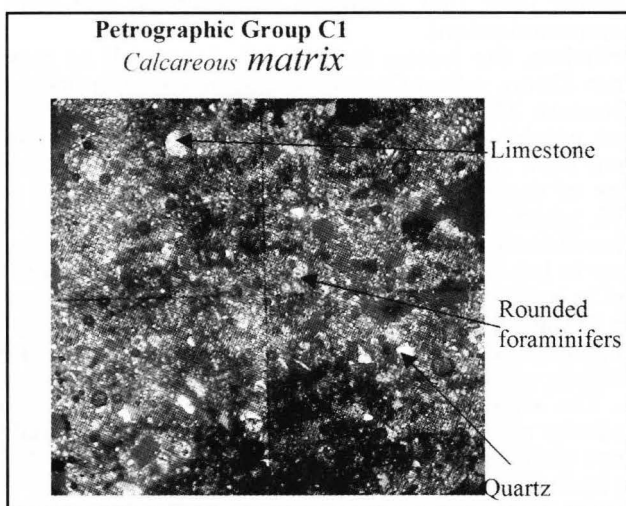 Petrographic Group C1
Calcareous matrix
Limestone
Rounded
foraminifers
Quartz